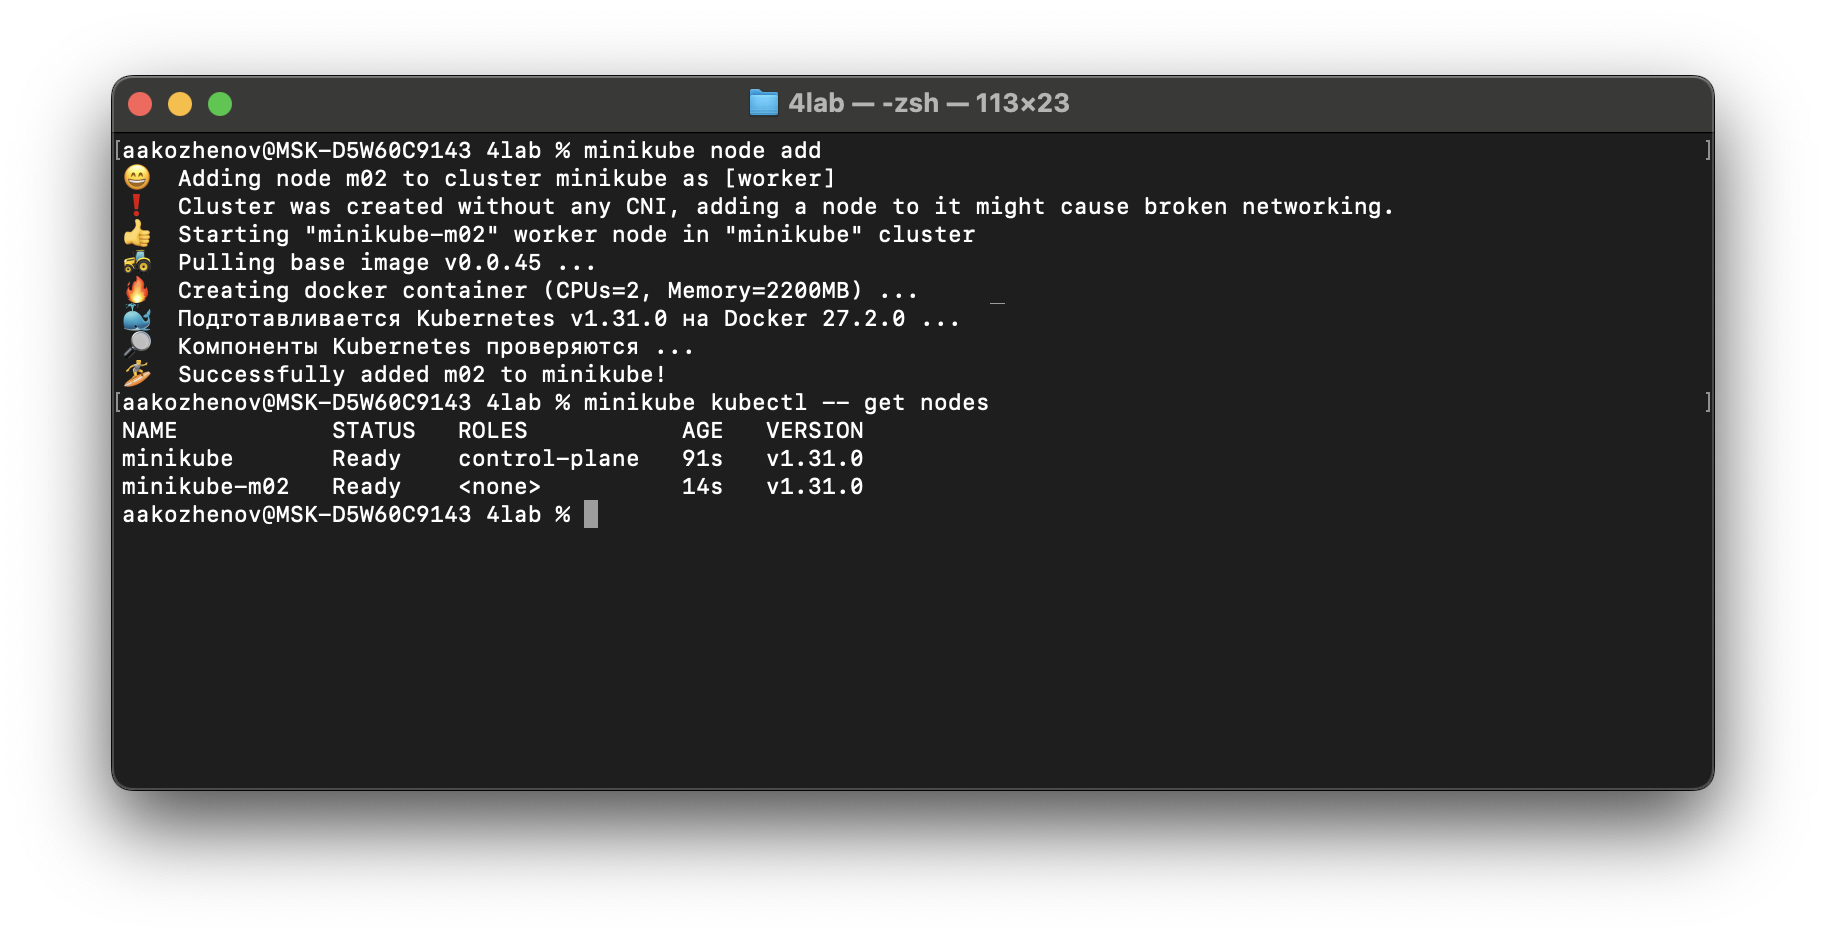 4lab — -zsh — 113×23
aakozhenov@MSK-D5W60C9143 4lab % minikube node add
😄  Adding node m02 to cluster minikube as [worker]
❗  Cluster was created without any CNI, adding a node to it might cause broken networking.
👍  Starting "minikube-m02" worker node in "minikube" cluster
🚜  Pulling base image v0.0.45 ...
🔥  Creating docker container (CPUs=2, Memory=2200MB) ...
🐳  Подготавливается Kubernetes v1.31.0 на Docker 27.2.0 ...
🔎  Компоненты Kubernetes проверяются ...
🏄  Successfully added m02 to minikube!
aakozhenov@MSK-D5W60C9143 4lab % minikube kubectl -- get nodes
NAME           STATUS   ROLES           AGE   VERSION
minikube       Ready    control-plane   91s   v1.31.0
minikube-m02   Ready    <none>          14s   v1.31.0
aakozhenov@MSK-D5W60C9143 4lab %